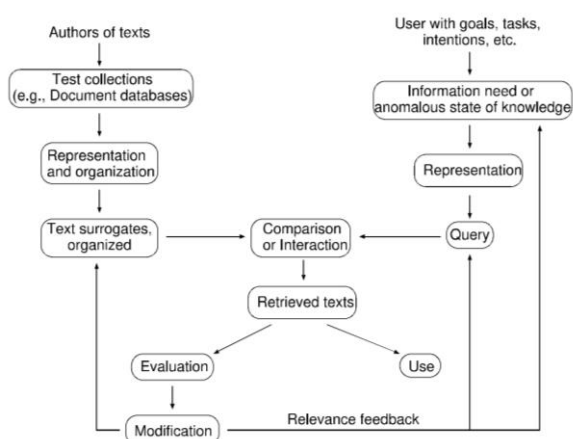 Authors of texts
User with goals, tasks,
intentions, etc.
Test collections
(e.g., Document databases)
Information need or
anomalous state of knowledge
Representation
and organization
Representation
Text surrogates,
organized
Comparison
or Interaction
Query
Retrieved texts
Evaluation
Use
Modification
Relevance feedback